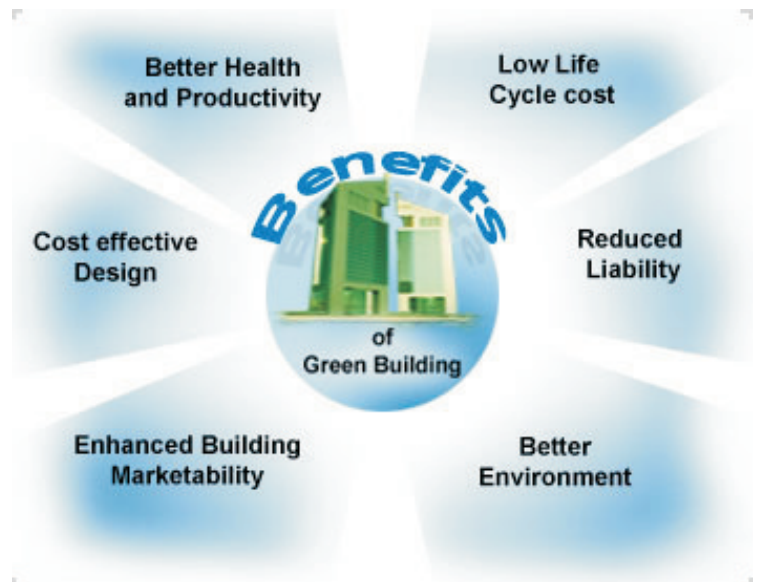 Better Health
and Productivity
Low Life
Cycle cost
Benefits
Cost effective
Design
Reduced
Liability
of
Green Building
Enhanced Building
Marketability
Better
Environment